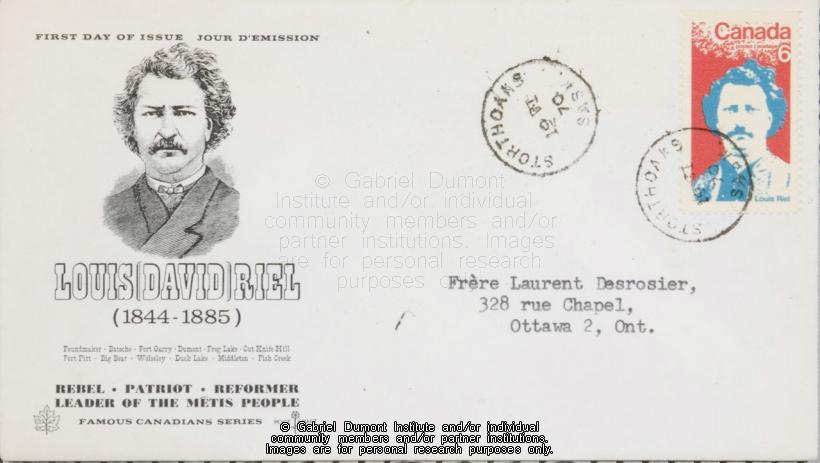 FIRST DAY OF ISSUE JOUR D'EMISSION
LOUIS (DAVID) RIEL
(1844-1885)
Poundmaker - Batoche - Fort Garry - Dumont - Frog Lake - Cut Knife Hill
Fort Pitt - Big Bear - Wolseley - Duck Lake - Middleton - Fish Creek
REBEL • PATRIOT • REFORMER
LEADER OF THE MÉTIS PEOPLE
FAMOUS CANADIANS SERIES
STORTHOAKS
SASK
19
VI
70
Canada
6
Louis Riel
STORTHOAKS
SASK
Frère Laurent Desrosier,
328 rue Chapel,
Ottawa 2, Ont.
© Gabriel Dumont
Institute and/or individual
community members and/or
partner institutions. Images
are for personal research
purposes only.
© Gabriel Dumont Institute and/or individual
community members and/or partner institutions.
Images are for personal research purposes only.